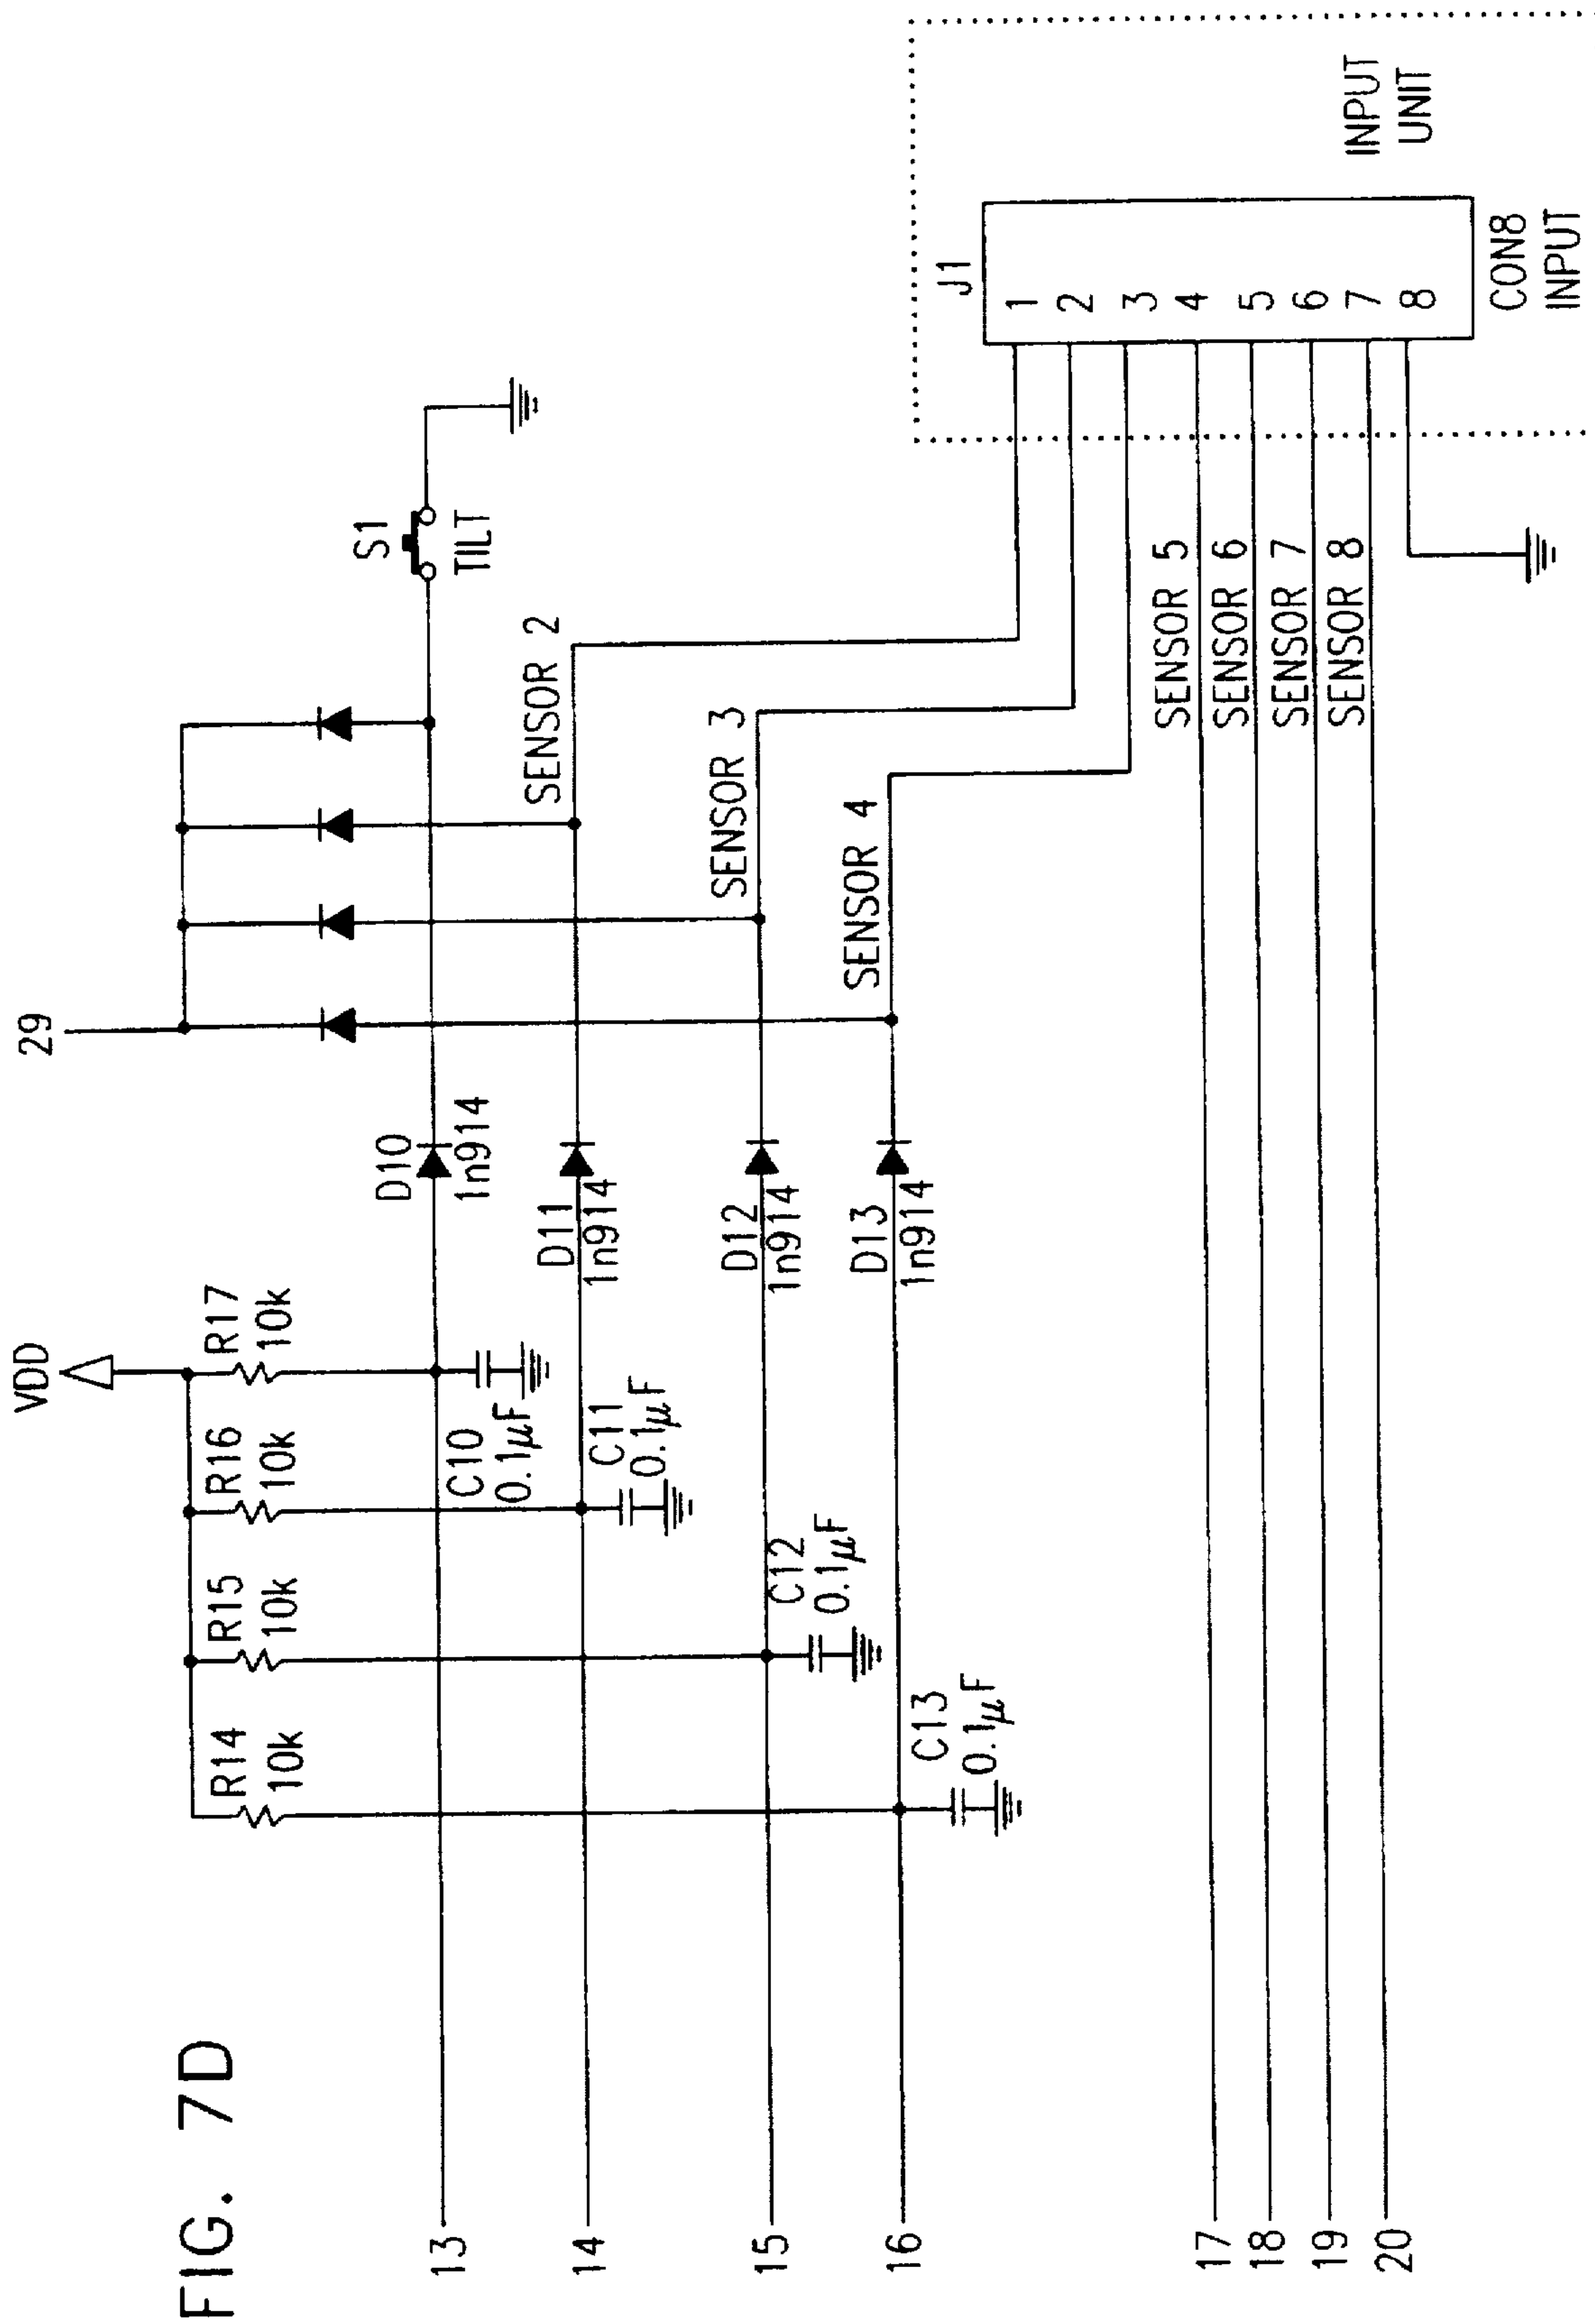 FIG. 7D
VDD
29
R14
10k
R15
10k
R16
10k
R17
10k
13
C10
0.1μF
D10
1n914
S1
TILT
14
C11
0.1μF
D11
1n914
SENSOR 2
15
C12
0.1μF
D12
1n914
SENSOR 3
16
C13
0.1μF
D13
1n914
SENSOR 4
J1
1
2
3
4
5
6
7
8
17
SENSOR 5
18
SENSOR 6
19
SENSOR 7
20
SENSOR 8
CON8
INPUT
INPUT
UNIT